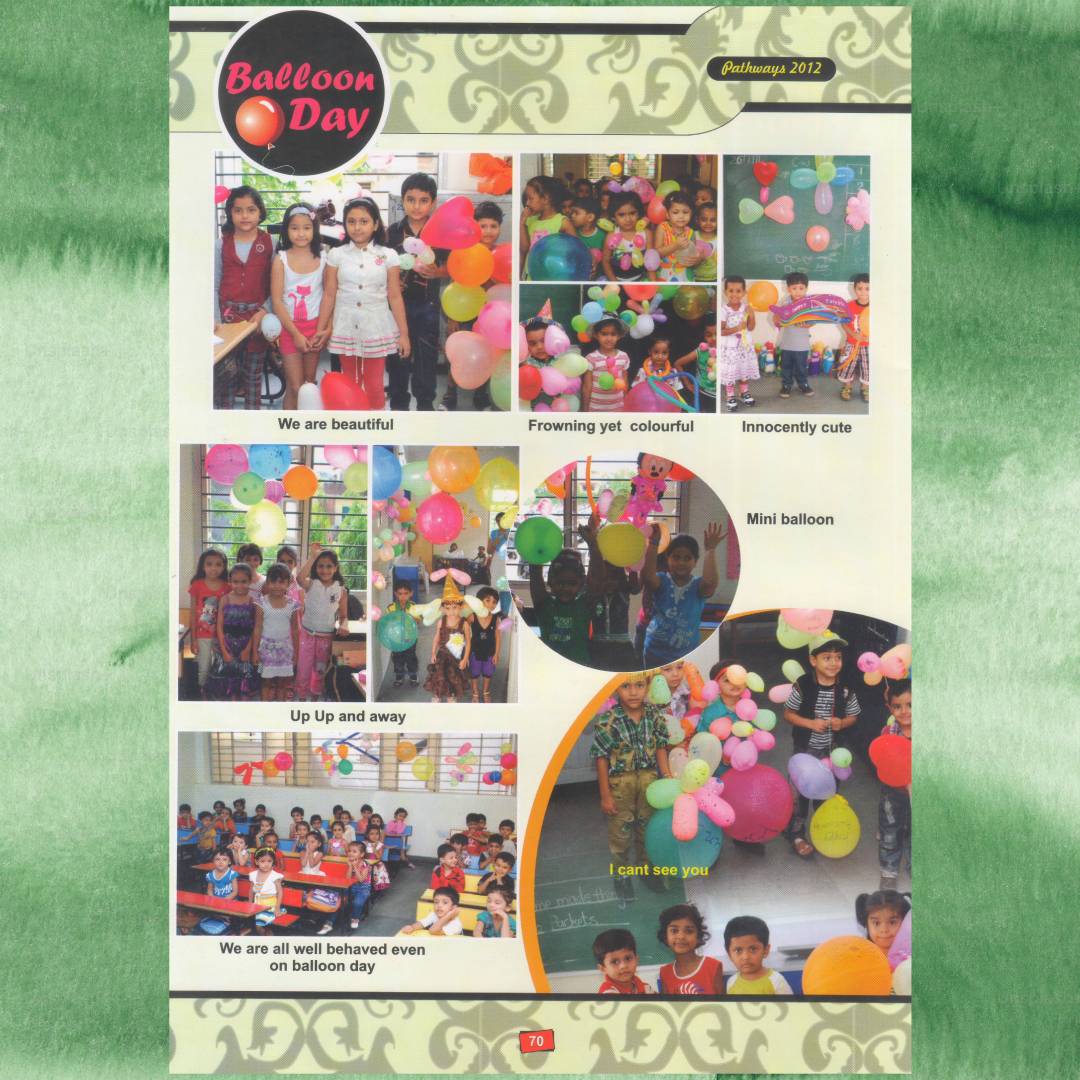 Balloon
Day
Pathways 2012
We are beautiful
Frowning yet colourful
Innocently cute
Mini balloon
Up Up and away
I cant see you
We are all well behaved even
on balloon day
70